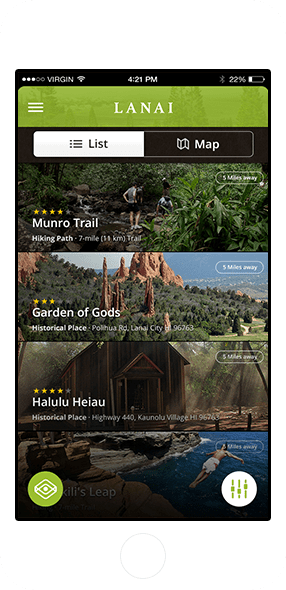 VIRGIN 4:21 PM 22%
LANAI
List Map
5 Miles away
Munro Trail
Hiking Path · 7-mile (11 km) Trail
5 Miles away
Garden of Gods
Historical Place · Polihua Rd, Lanai City HI 96763
5 Miles away
Halulu Heiau
Historical Place · Highway 440, Kaunolu Village HI 96763
5 Miles away
Leap